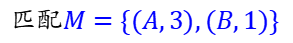 匹配M = {(A, 3), (B, 1)}